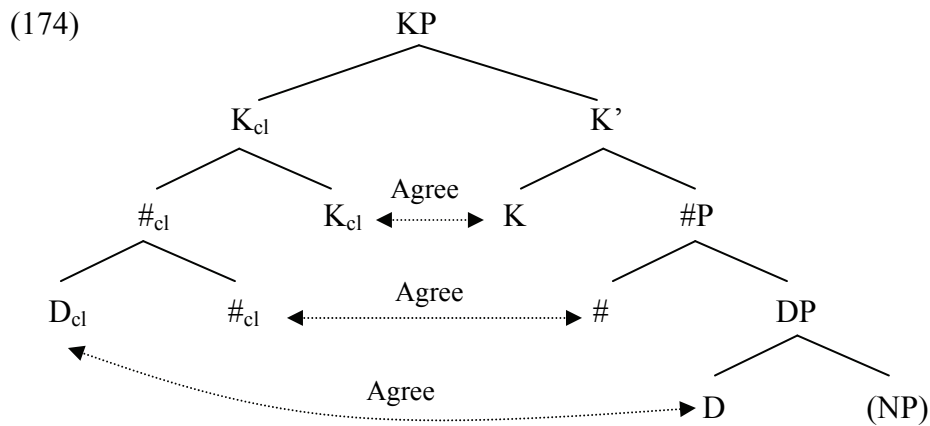 (174) KP
K_cl K’
Agree
#_cl K_cl K #P
Agree
D_cl #_cl # DP
Agree
D (NP)